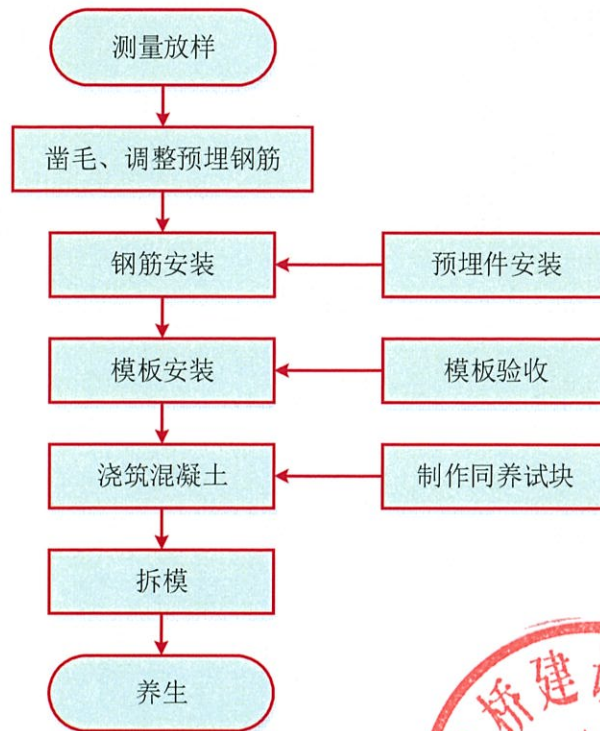 测量放样
凿毛、调整预埋钢筋
钢筋安装
预埋件安装
模板安装
模板验收
浇筑混凝土
制作同养试块
拆模
养生
桥建